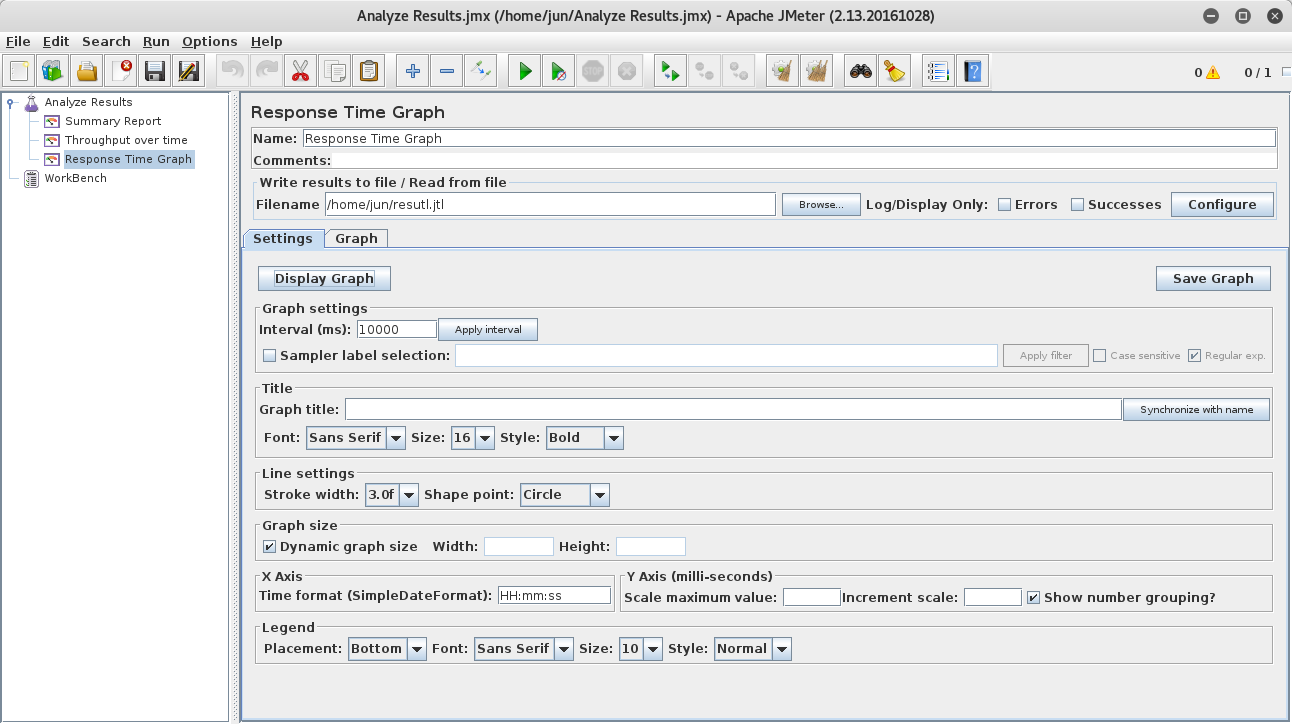 Analyze Results.jmx (/home/jun/Analyze Results.jmx) - Apache JMeter (2.13.20161028)
File Edit Search Run Options Help
0 0 / 1
Analyze Results
Summary Report
Throughput over time
Response Time Graph
WorkBench
Response Time Graph
Name: Response Time Graph
Comments:
Write results to file / Read from file
Filename /home/jun/resutl.jtl Browse... Log/Display Only: Errors Successes Configure
Settings Graph
Display Graph Save Graph
Graph settings
Interval (ms): 10000 Apply interval
Sampler label selection: Apply filter Case sensitive Regular exp.
Title
Graph title: Synchronize with name
Font: Sans Serif Size: 16 Style: Bold
Line settings
Stroke width: 3.0f Shape point: Circle
Graph size
Dynamic graph size Width: Height:
X Axis Y Axis (milli-seconds)
Time format (SimpleDateFormat): HH:mm:ss Scale maximum value: Increment scale: Show number grouping?
Legend
Placement: Bottom Font: Sans Serif Size: 10 Style: Normal